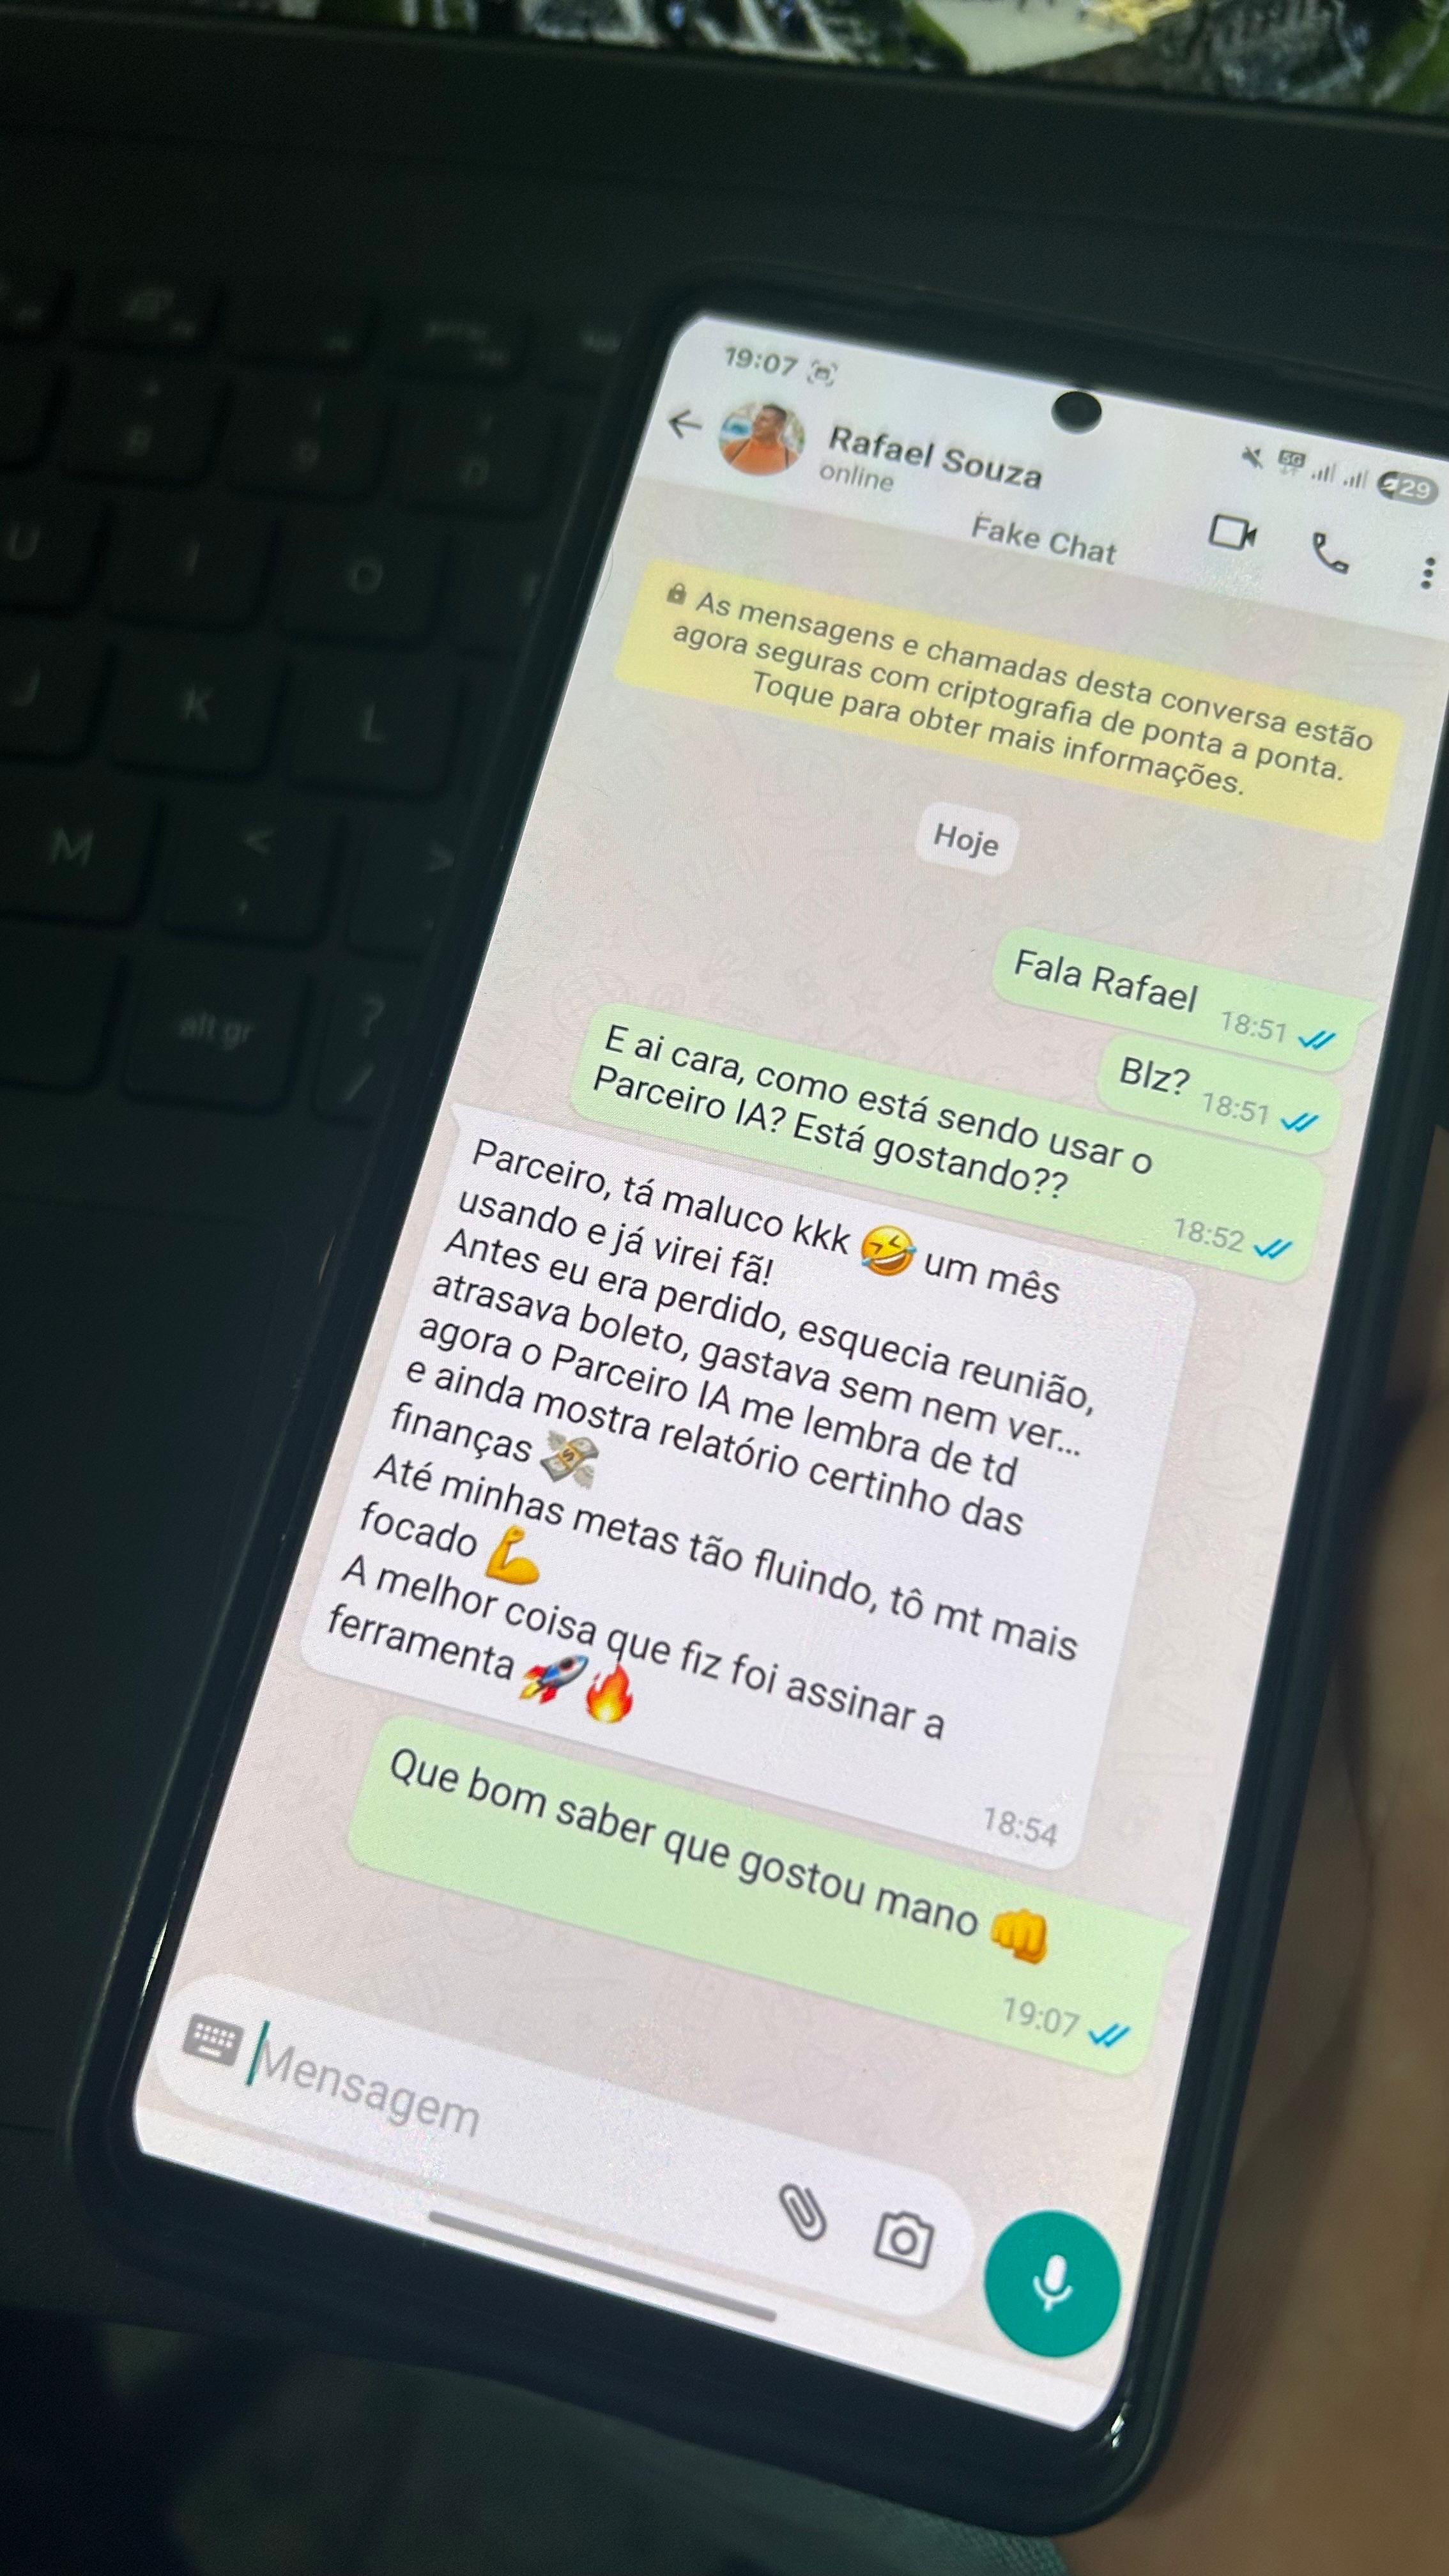 19:07
5G
29
Rafael Souza
online
Fake Chat
As mensagens e chamadas desta conversa estão
agora seguras com criptografia de ponta a ponta.
Toque para obter mais informações.
Hoje
Fala Rafael 18:51
Blz? 18:51
E ai cara, como está sendo usar o
Parceiro IA? Está gostando??
18:52
Parceiro, tá maluco kkk 🤣 um mês
usando e já virei fã!
Antes eu era perdido, esquecia reunião,
atrasava boleto, gastava sem nem ver...
agora o Parceiro IA me lembra de td
e ainda mostra relatório certinho das
finanças 💸
Até minhas metas tão fluindo, tô mt mais
focado 💪
A melhor coisa que fiz foi assinar a
ferramenta 🚀🔥
18:54
Que bom saber que gostou mano 👊
19:07
Mensagem
U
I
O
J
K
L
M
<
,
>
.
alt gr
?
/